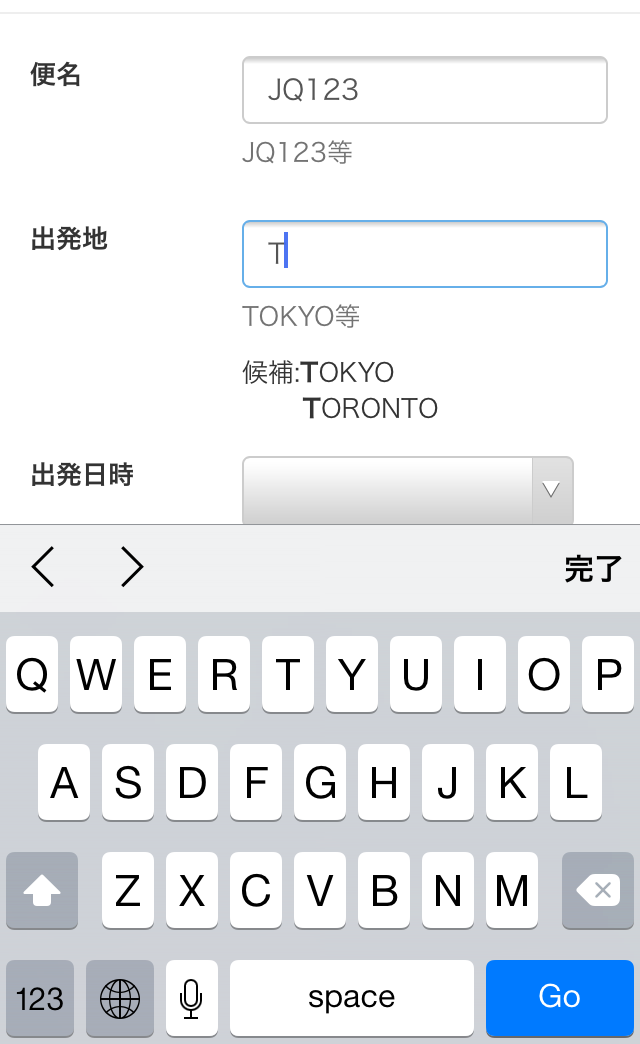 便名
JQ123
JQ123等
出発地
T
TOKYO等
候補:TOKYO
TORONTO
出発日時
完了
Q W E R T Y U I O P
A S D F G H J K L
Z X C V B N M
123 space Go